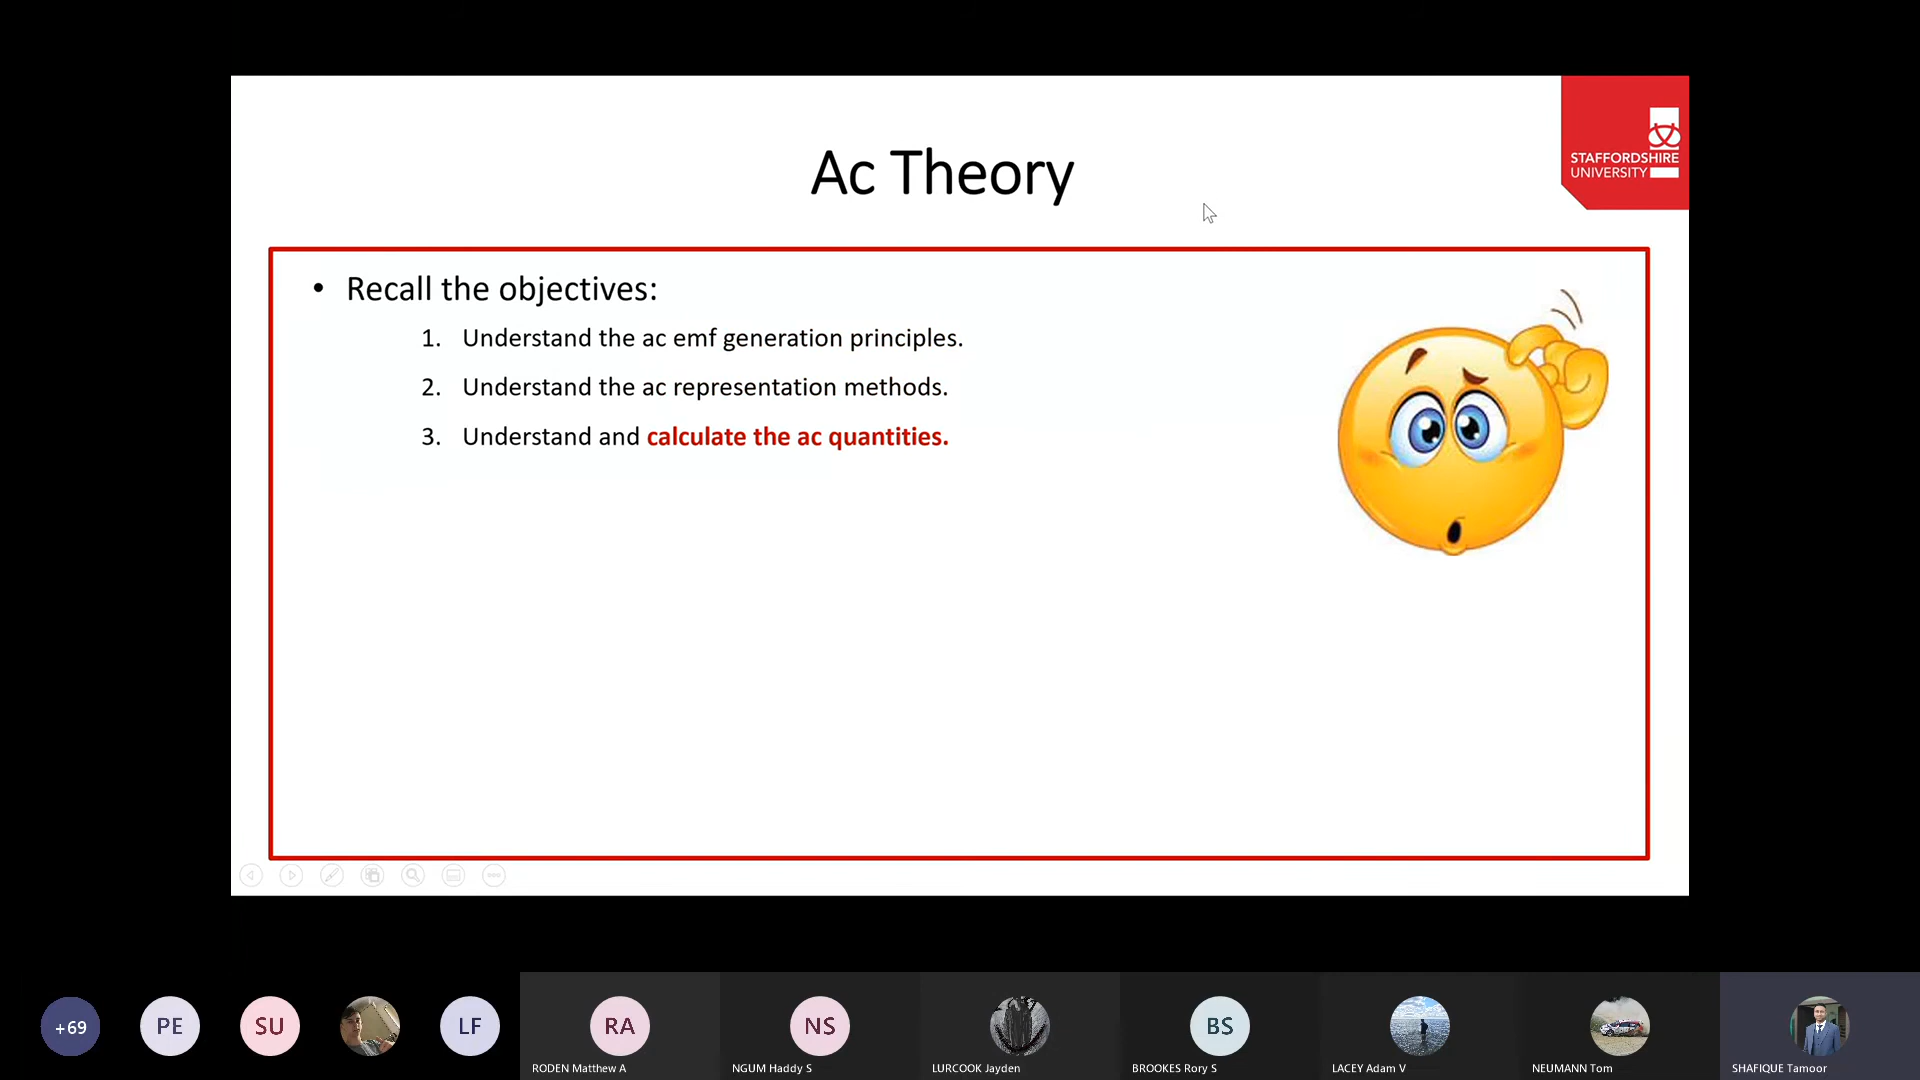 Ac Theory
STAFFORDSHIRE
UNIVERSITY
• Recall the objectives:
1. Understand the ac emf generation principles.
2. Understand the ac representation methods.
3. Understand and calculate the ac quantities.
+69
PE
SU
LF
RA
NS
BS
RODEN Matthew A
NGUM Haddy S
LURCOOK Jayden
BROOKES Rory S
LACEY Adam V
NEUMANN Tom
SHAFIQUE Tamoor